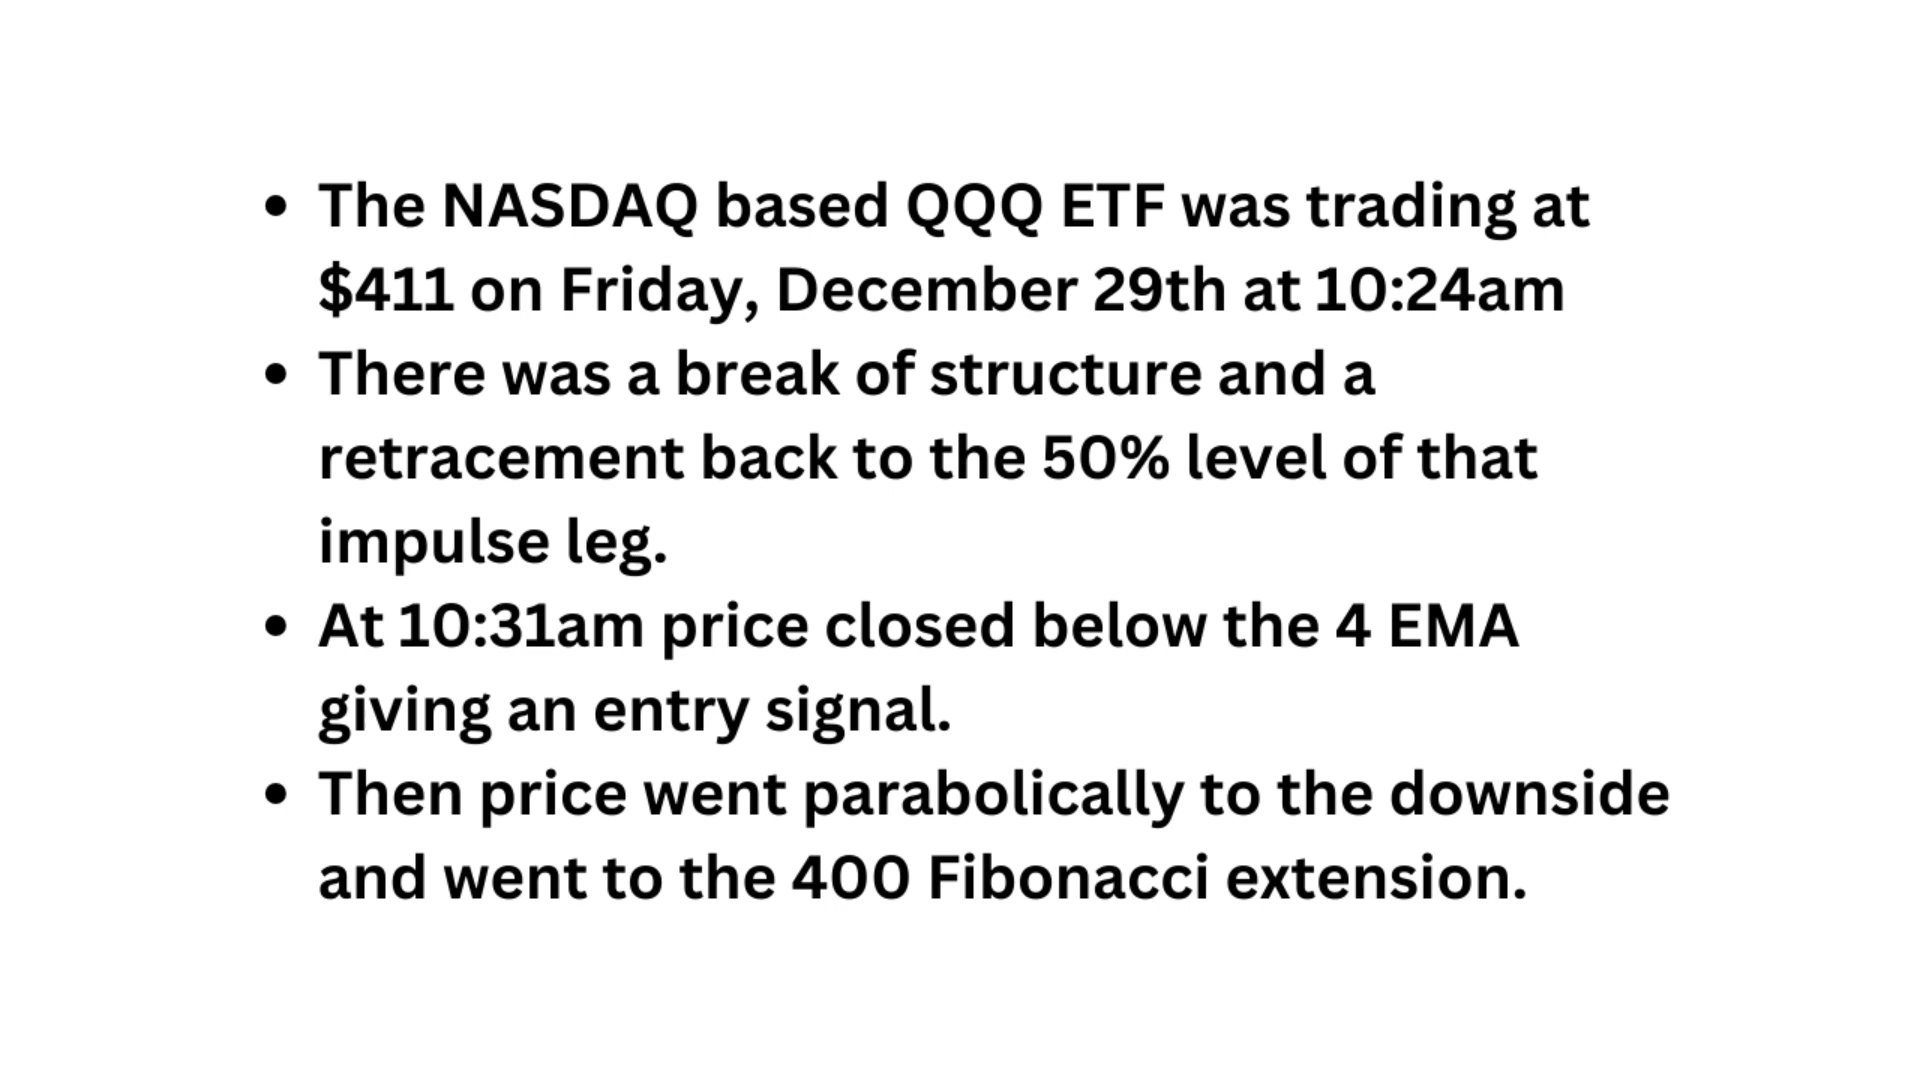 • The NASDAQ based QQQ ETF was trading at
$411 on Friday, December 29th at 10:24am
• There was a break of structure and a
retracement back to the 50% level of that
impulse leg.
• At 10:31am price closed below the 4 EMA
giving an entry signal.
• Then price went parabolically to the downside
and went to the 400 Fibonacci extension.